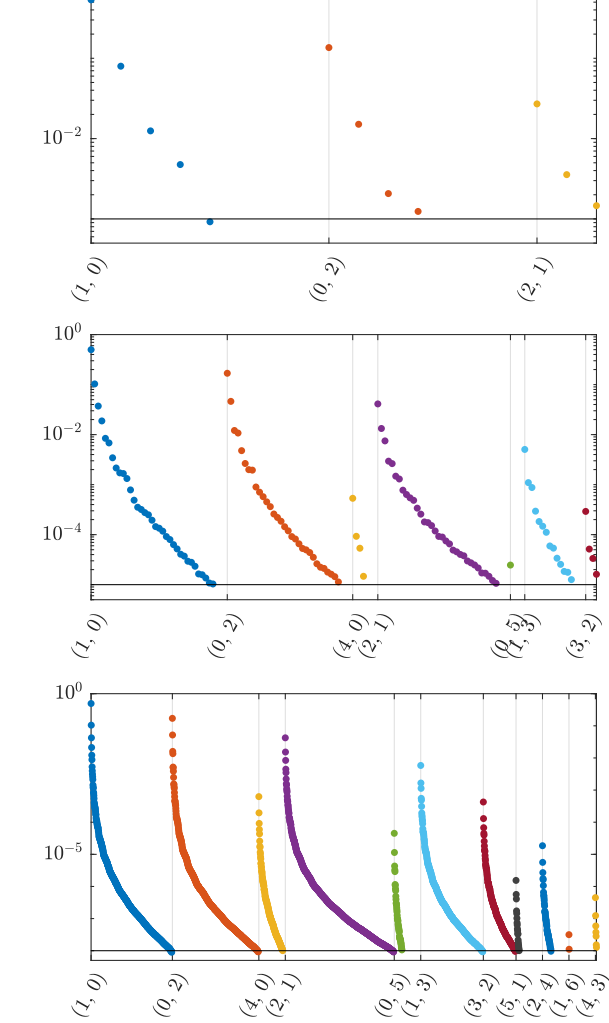 10^{-2}
(1, 0) (0, 2) (2, 1)
10^{0}
10^{-2}
10^{-4}
(1, 0) (0, 2) (4, 0) (2, 1) (0, 5) (1, 3) (3, 2)
10^{0}
10^{-5}
(1, 0) (0, 2) (4, 0) (2, 1) (0, 5) (1, 3) (3, 2) (5, 1) (2, 4) (1, 6) (4, 3)